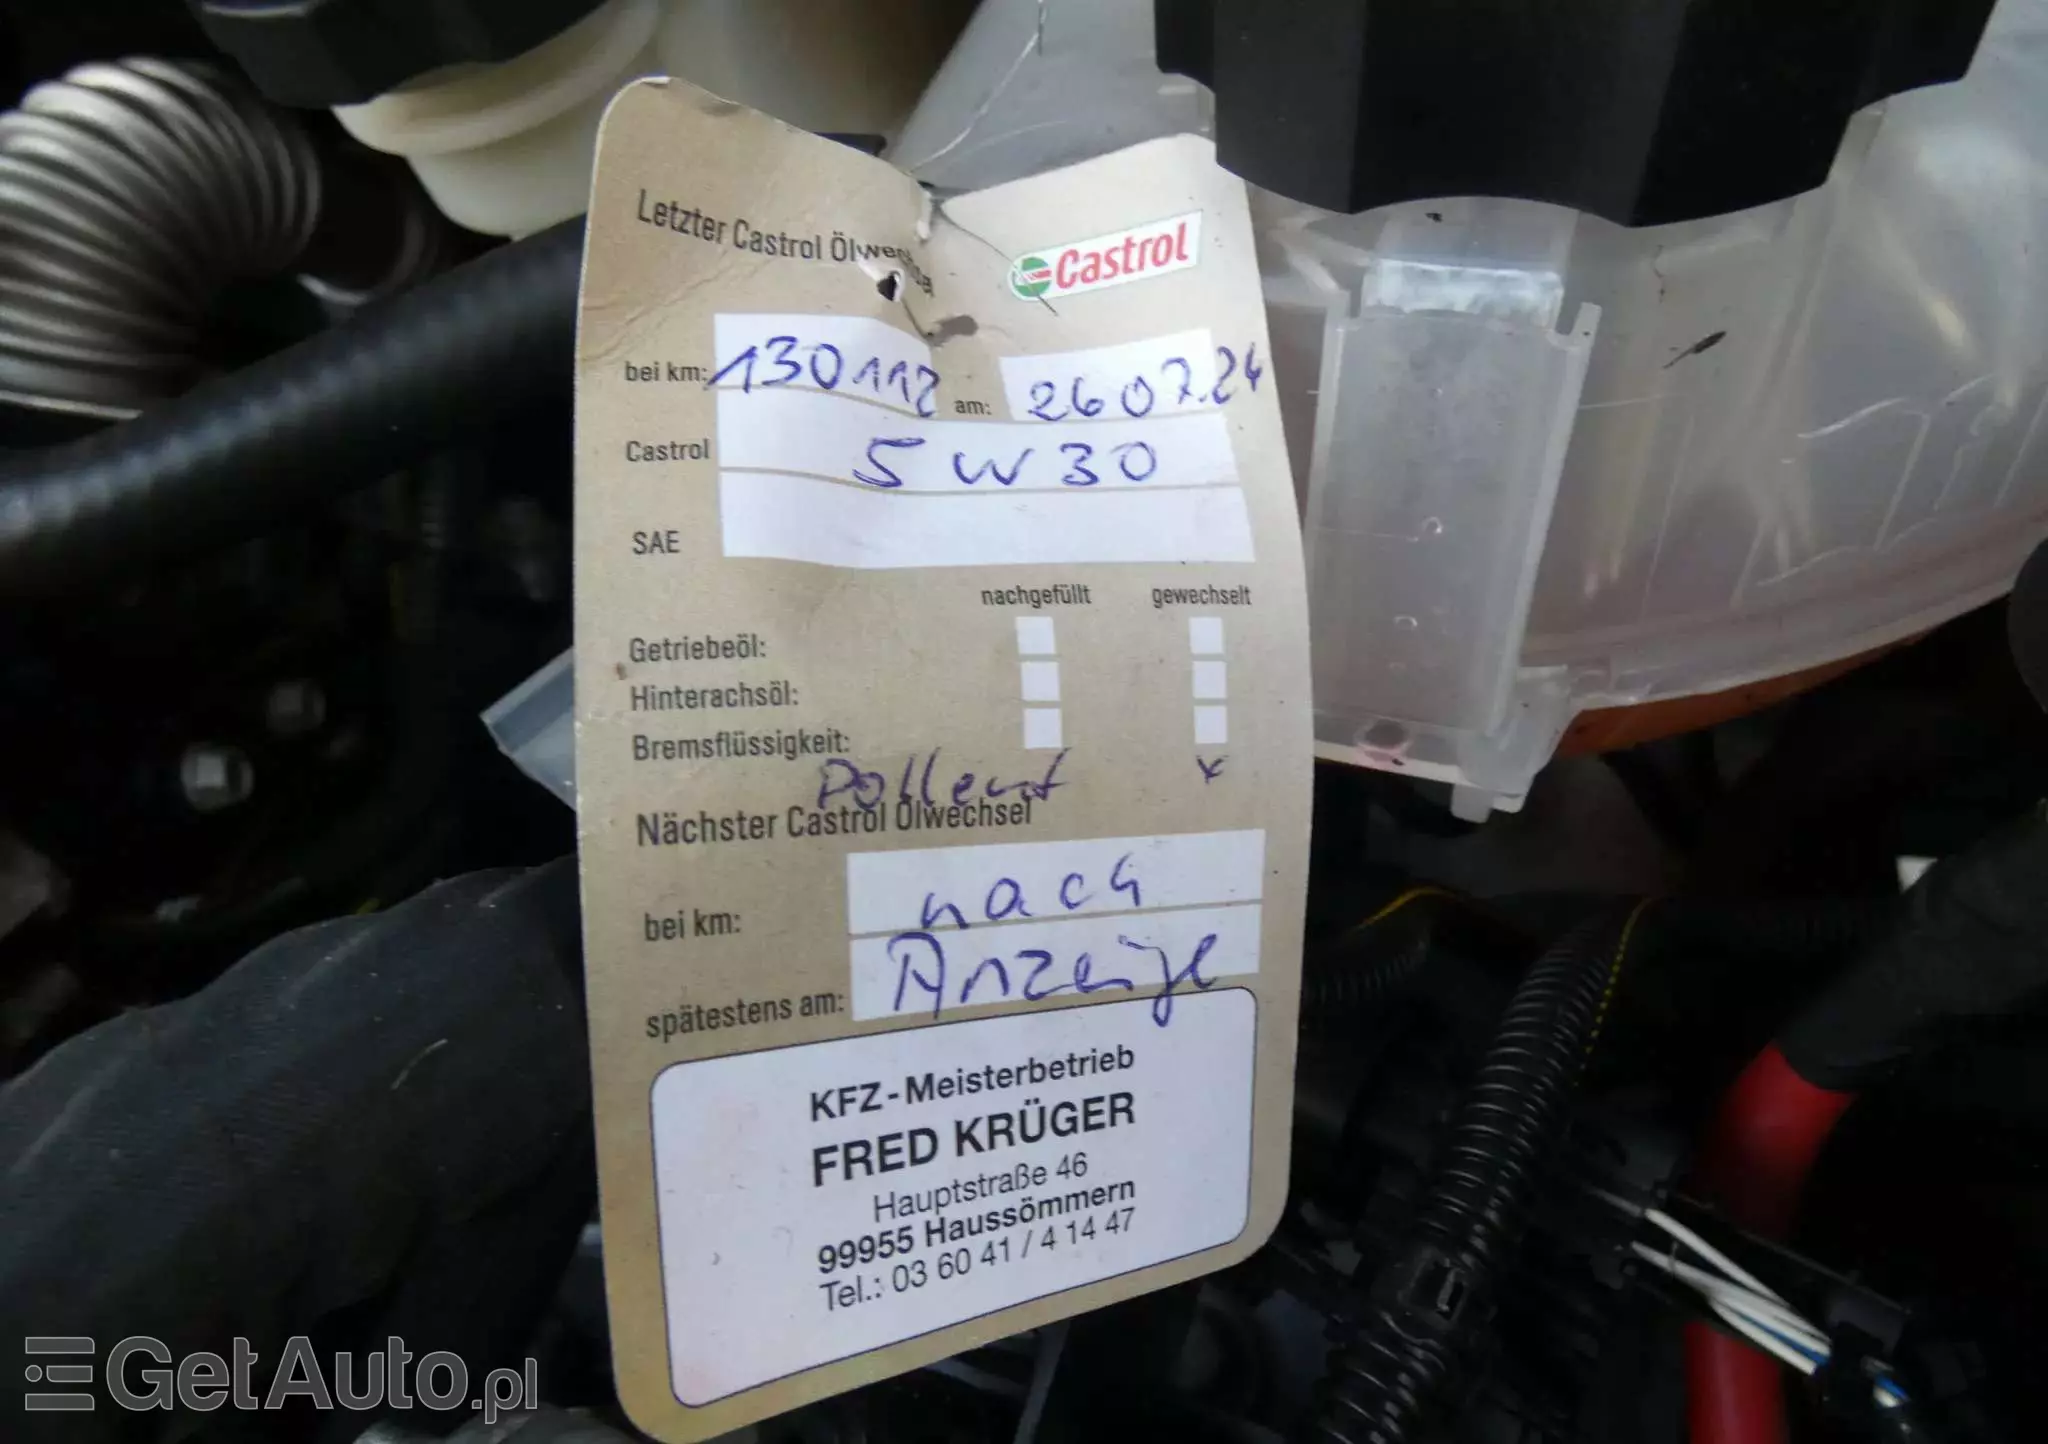 Letzter Castrol Ölwechsel
Castrol
bei km: 130112 am: 26 07.24
Castrol 5W30
SAE
nachgefüllt gewechselt
Getriebeöl:
Hinterachsöl:
Bremsflüssigkeit:
Pollenf x
Nächster Castrol Ölwechsel
bei km: nach
spätestens am: Anzeige
KFZ-Meisterbetrieb
FRED KRÜGER
Hauptstraße 46
99955 Haussömmern
Tel.: 03 60 41 / 4 14 47
GetAuto.pl